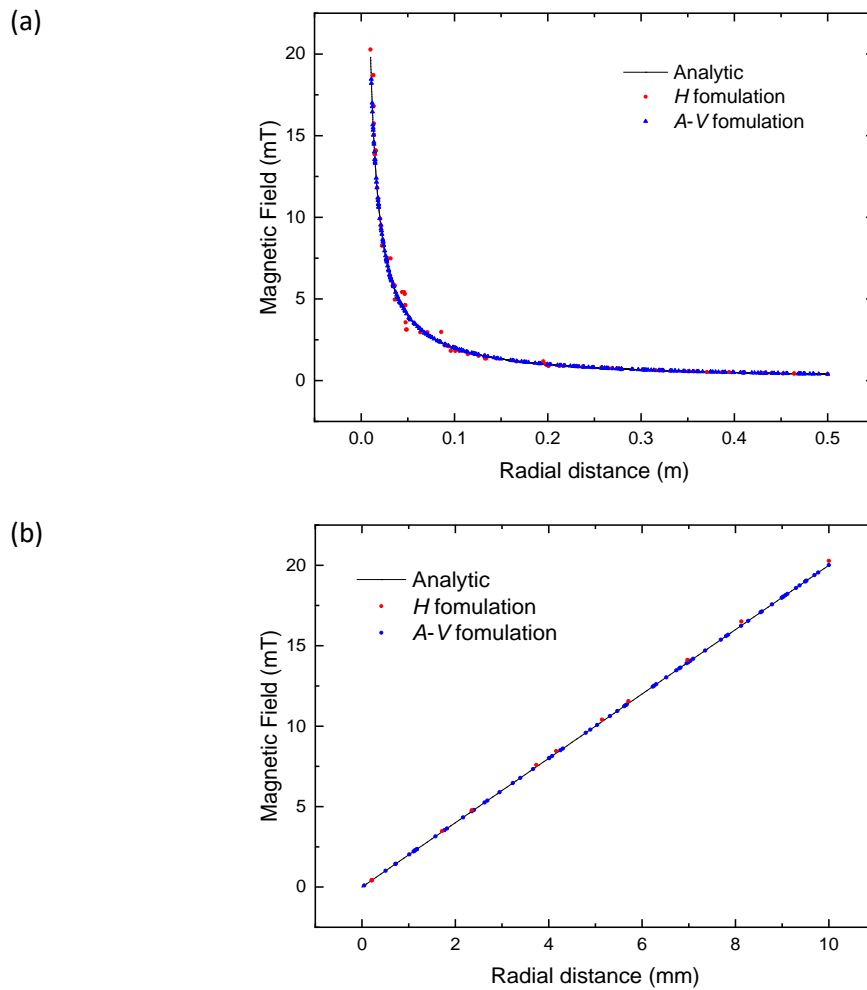 (a)
20
15
10
5
0
Magnetic Field (mT)
Analytic
H fomulation
A-V fomulation
0.0 0.1 0.2 0.3 0.4 0.5
Radial distance (m)
(b)
20
15
10
5
0
Magnetic Field (mT)
Analytic
H fomulation
A-V fomulation
0 2 4 6 8 10
Radial distance (mm)